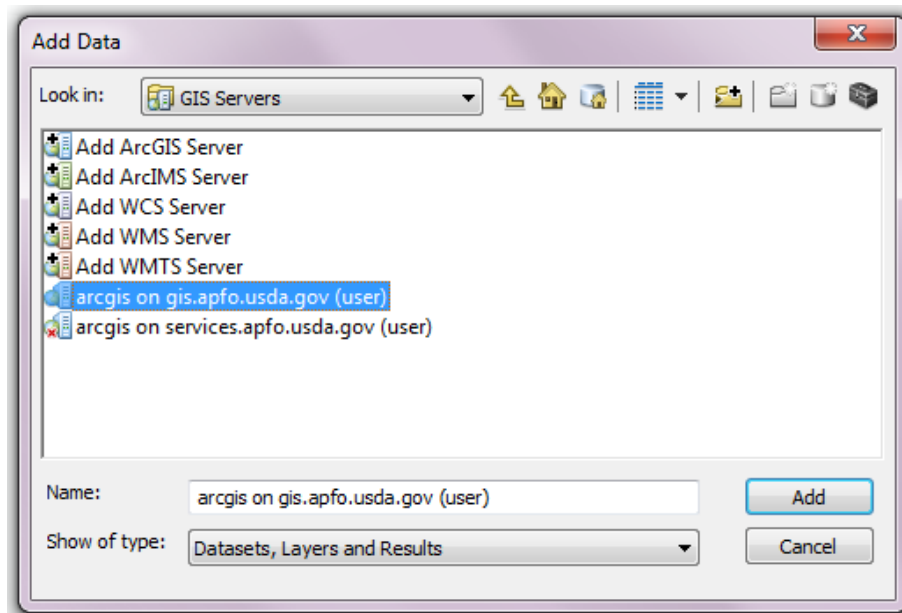 Add Data
Look in: GIS Servers
Add ArcGIS Server
Add ArcIMS Server
Add WCS Server
Add WMS Server
Add WMTS Server
arcgis on gis.apfo.usda.gov (user)
arcgis on services.apfo.usda.gov (user)
Name: arcgis on gis.apfo.usda.gov (user) Add
Show of type: Datasets, Layers and Results Cancel